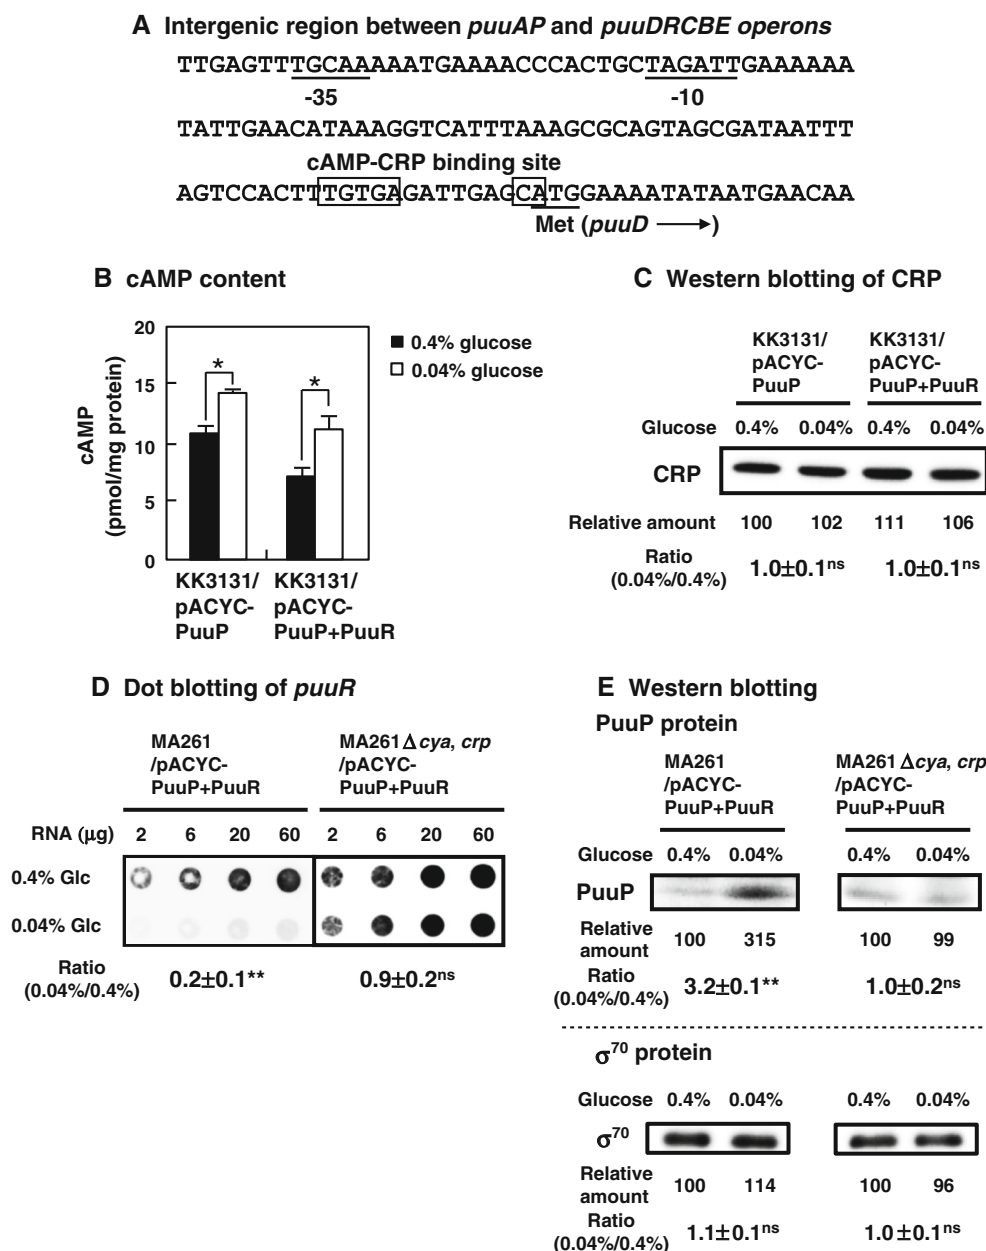 A Intergenic region between puuAP and puuDRCBE operons
TTGAGTTTGCAAAAATGAAAACCCACTGCTAGATTGAAAAAA
-35 -10
TATTGAACATAAAGGTCATTTAAAGCGCAGTAGCGATAATTT
cAMP-CRP binding site
AGTCCACTTTGTGAGATTGAGCATGGAAAATATAATGAACAA
Met (puuD ⟶)
B cAMP content
20
15
10
5
0
cAMP
(pmol/mg protein)
* *
0.4% glucose
0.04% glucose
KK3131/
pACYC-
PuuP
KK3131/
pACYC-
PuuP+PuuR
C Western blotting of CRP
KK3131/
pACYC-
PuuP
KK3131/
pACYC-
PuuP+PuuR
Glucose 0.4% 0.04% 0.4% 0.04%
CRP
Relative amount 100 102 111 106
Ratio
(0.04%/0.4%) 1.0±0.1ns 1.0±0.1ns
D Dot blotting of puuR
MA261
/pACYC-
PuuP+PuuR
MA261 Δcya, crp
/pACYC-
PuuP+PuuR
RNA (μg) 2 6 20 60 2 6 20 60
0.4% Glc
0.04% Glc
Ratio
(0.04%/0.4%) 0.2±0.1** 0.9±0.2ns
E Western blotting
PuuP protein
MA261
/pACYC-
PuuP+PuuR
MA261 Δcya, crp
/pACYC-
PuuP+PuuR
Glucose 0.4% 0.04% 0.4% 0.04%
PuuP
Relative
amount 100 315 100 99
Ratio
(0.04%/0.4%) 3.2±0.1** 1.0±0.2ns
σ70 protein
Glucose 0.4% 0.04% 0.4% 0.04%
σ70
Relative
amount 100 114 100 96
Ratio
(0.04%/0.4%) 1.1±0.1ns 1.0±0.1ns